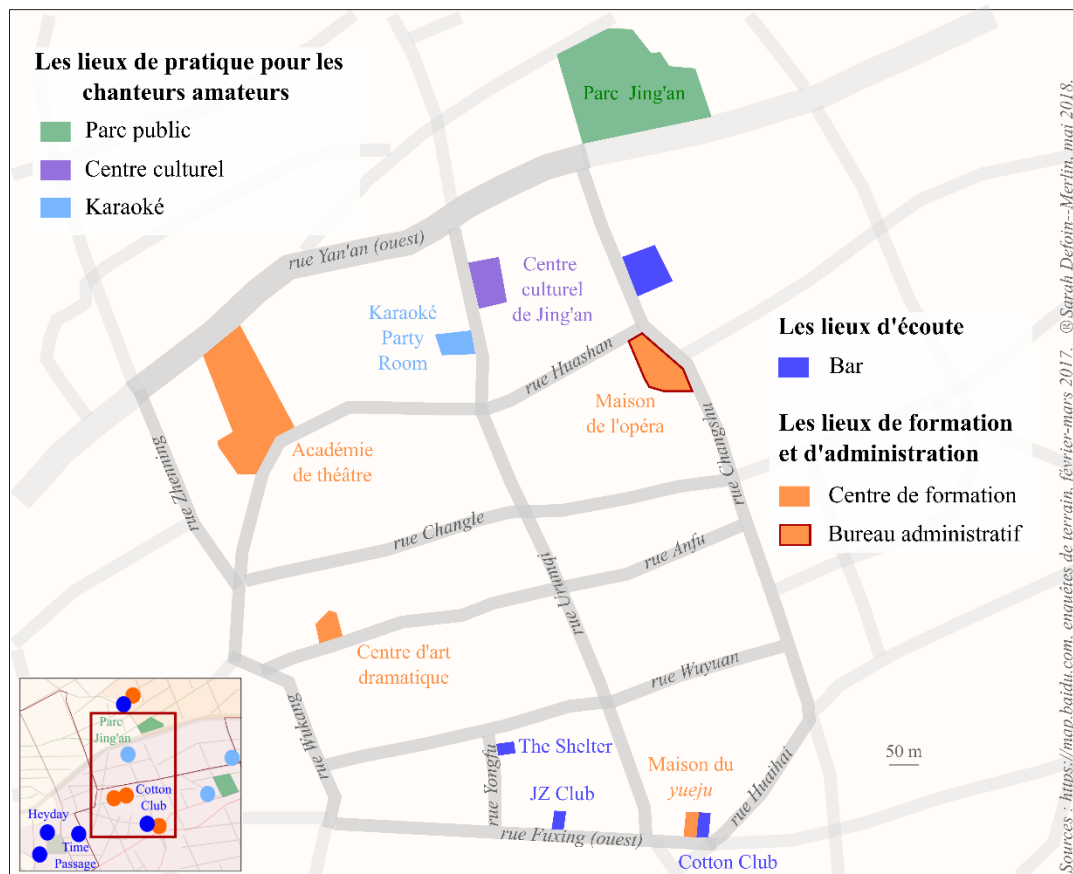 Les lieux de pratique pour les
chanteurs amateurs
Parc public
Centre culturel
Karaoké
Parc Jing'an
rue Yan'an (ouest)
Centre
culturel
de Jing'an
Karaoké
Party
Room
rue Huashan
Maison
de l'opéra
Les lieux d'écoute
Bar
Les lieux de formation
et d'administration
Centre de formation
Bureau administratif
Académie
de théâtre
rue Zhenning
rue Changshu
rue Changle
rue Anfu
rue Urumqi
Centre d'art
dramatique
rue Wuyuan
rue Wukang
rue Yongfu
The Shelter
JZ Club
Maison du
yueju
rue Huaihai
rue Fuxing (ouest)
Cotton Club
50 m
Parc
Jing'an
Cotton
Club
Heyday
Time
Passage
Sources : https://map.baidu.com, enquêtes de terrain, février-mars 2017. @Sarah Defoin--Merlin, mai 2018.